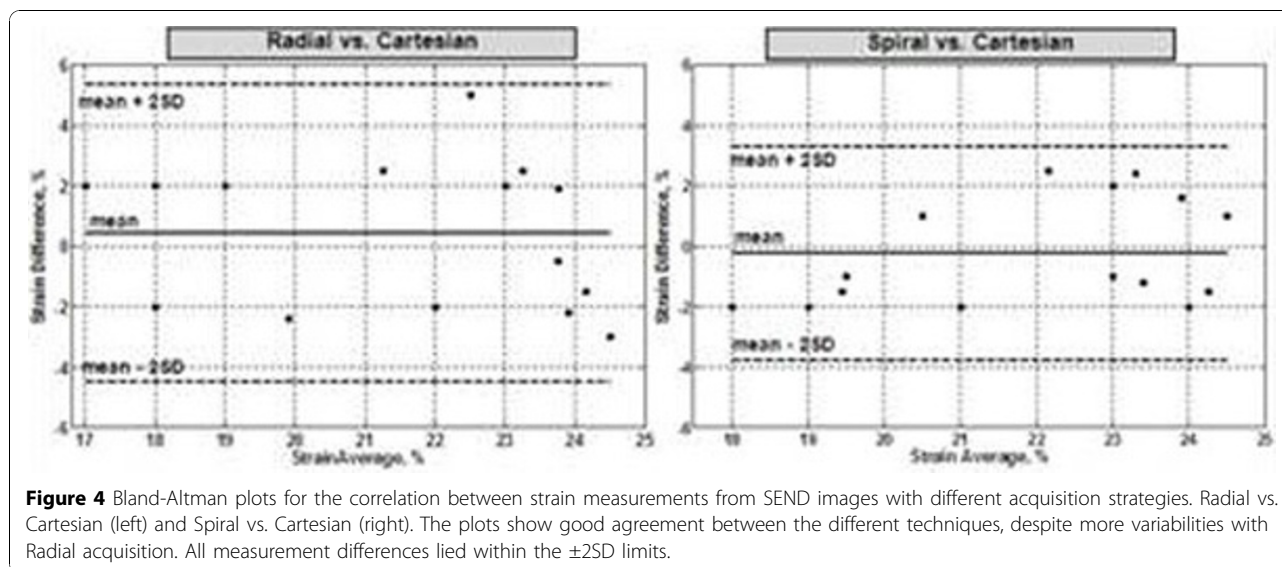 Radial vs. Cartesian
Spiral vs. Cartesian
6
mean + 2SD
4
2
mean
0
-2
mean - 2SD
-4
-6
Strain Difference, %
17 18 19 20 21 22 23 24 25
Strain Average, %
6
4
mean + 2SD
2
mean
0
-2
mean - 2SD
-4
-6
Strain Difference, %
18 19 20 21 22 23 24 25
Strain Average, %
Figure 4 Bland-Altman plots for the correlation between strain measurements from SEND images with different acquisition strategies. Radial vs.
Cartesian (left) and Spiral vs. Cartesian (right). The plots show good agreement between the different techniques, despite more variabilities with
Radial acquisition. All measurement differences lied within the ±2SD limits.